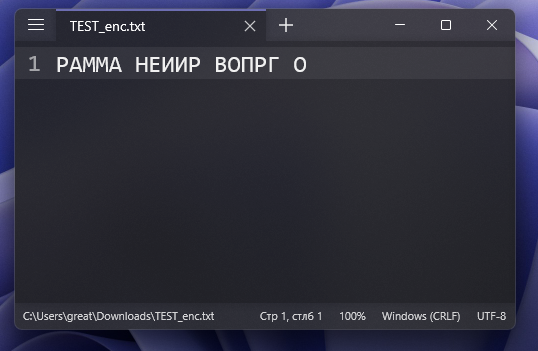 TEST_enc.txt
1 РАММА НЕИИР ВОПРГ О
C:\Users\great\Downloads\TEST_enc.txt Стр 1, стлб 1 100% Windows (CRLF) UTF-8